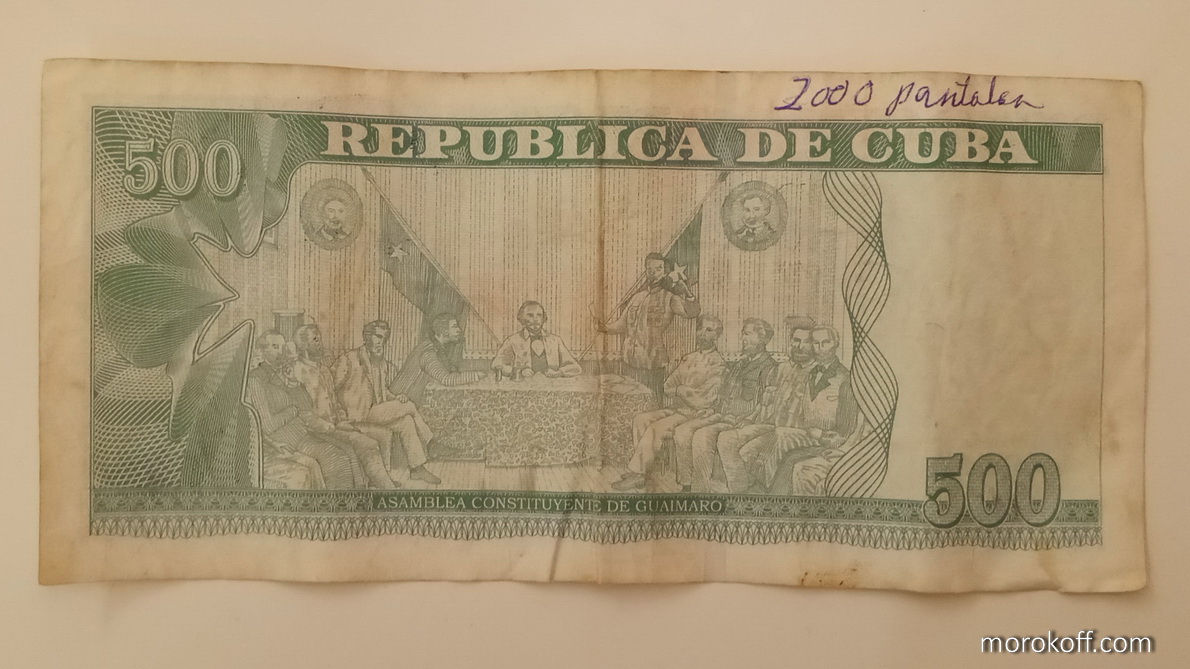 2000 pantalon
REPUBLICA DE CUBA
500
ASAMBLEA CONSTITUYENTE DE GUAIMARO
500
morokoff.com